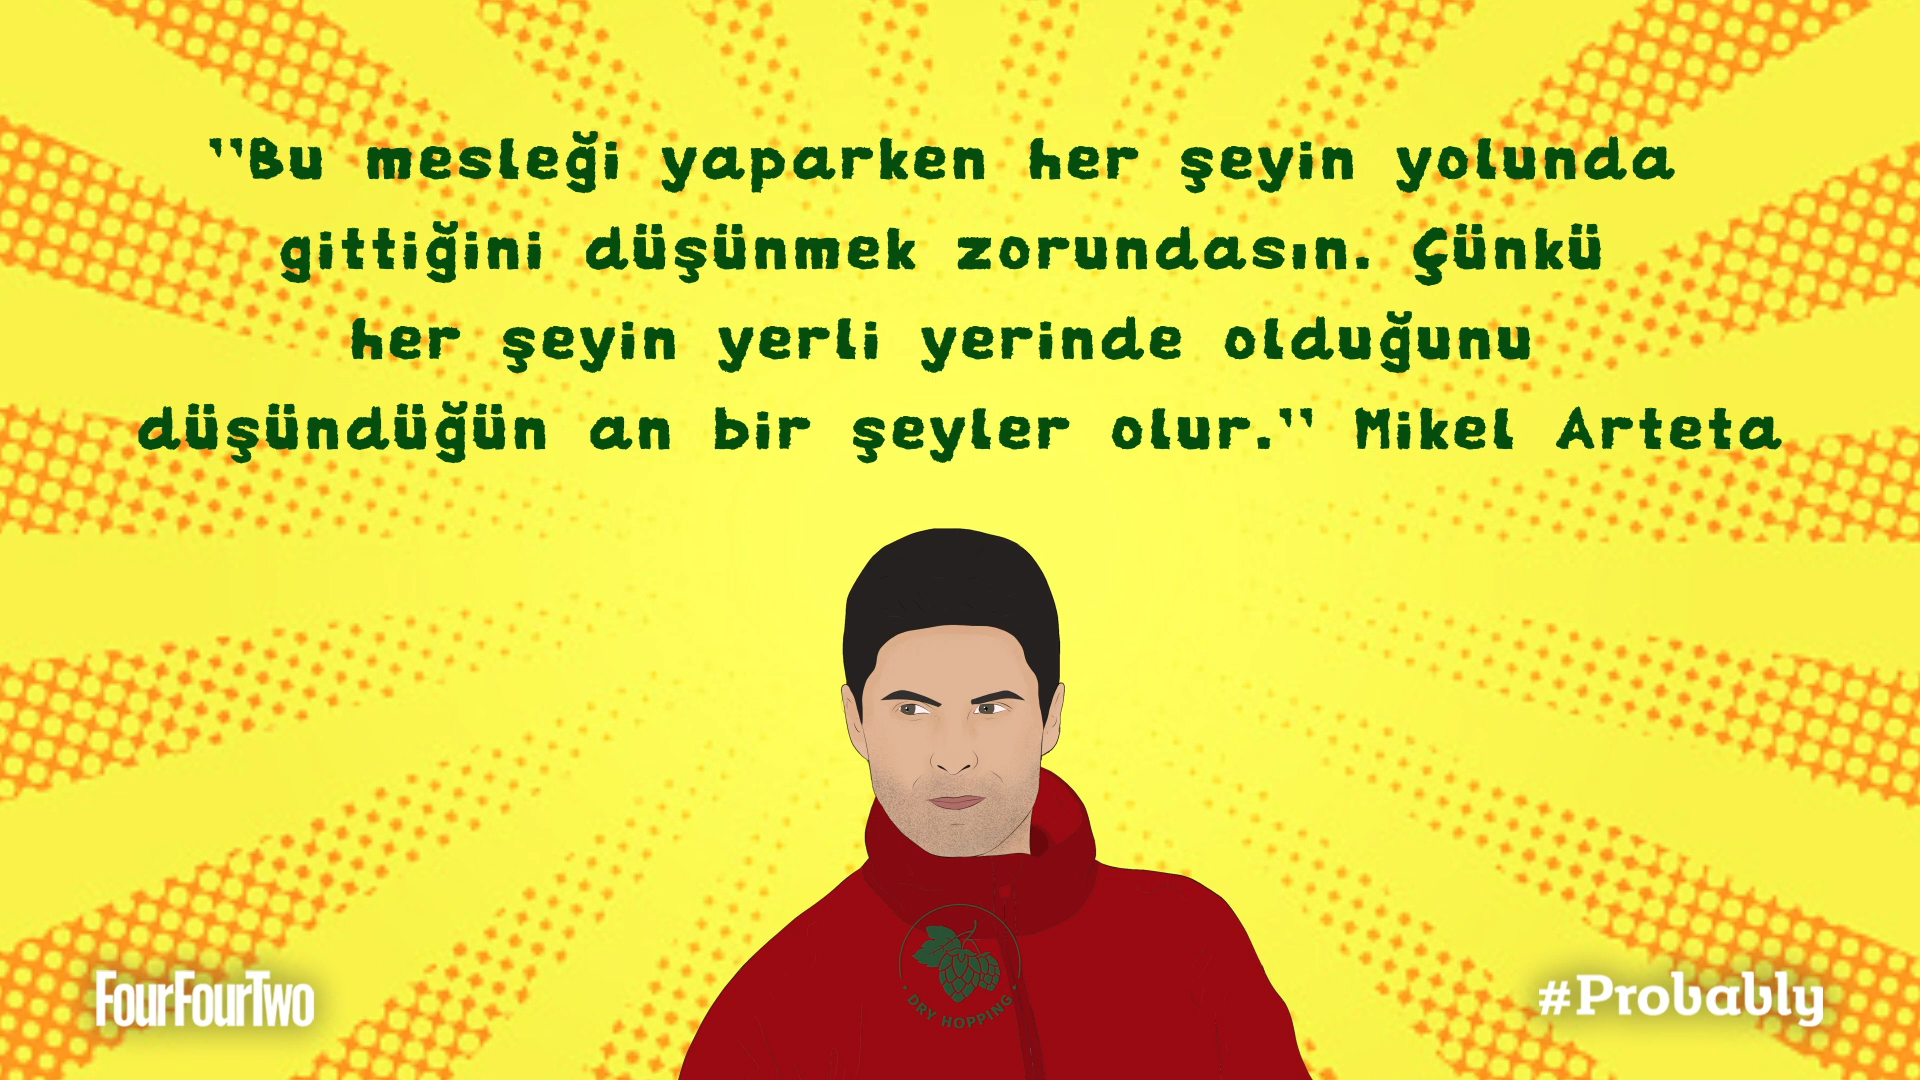 "Bu mesleği yaparken her şeyin yolunda
gittiğini düşünmek zorundasın. Çünkü
her şeyin yerli yerinde olduğunu
düşündüğün an bir şeyler olur." Mikel Arteta
DRY HOPPING
FourFourTwo
#Probably